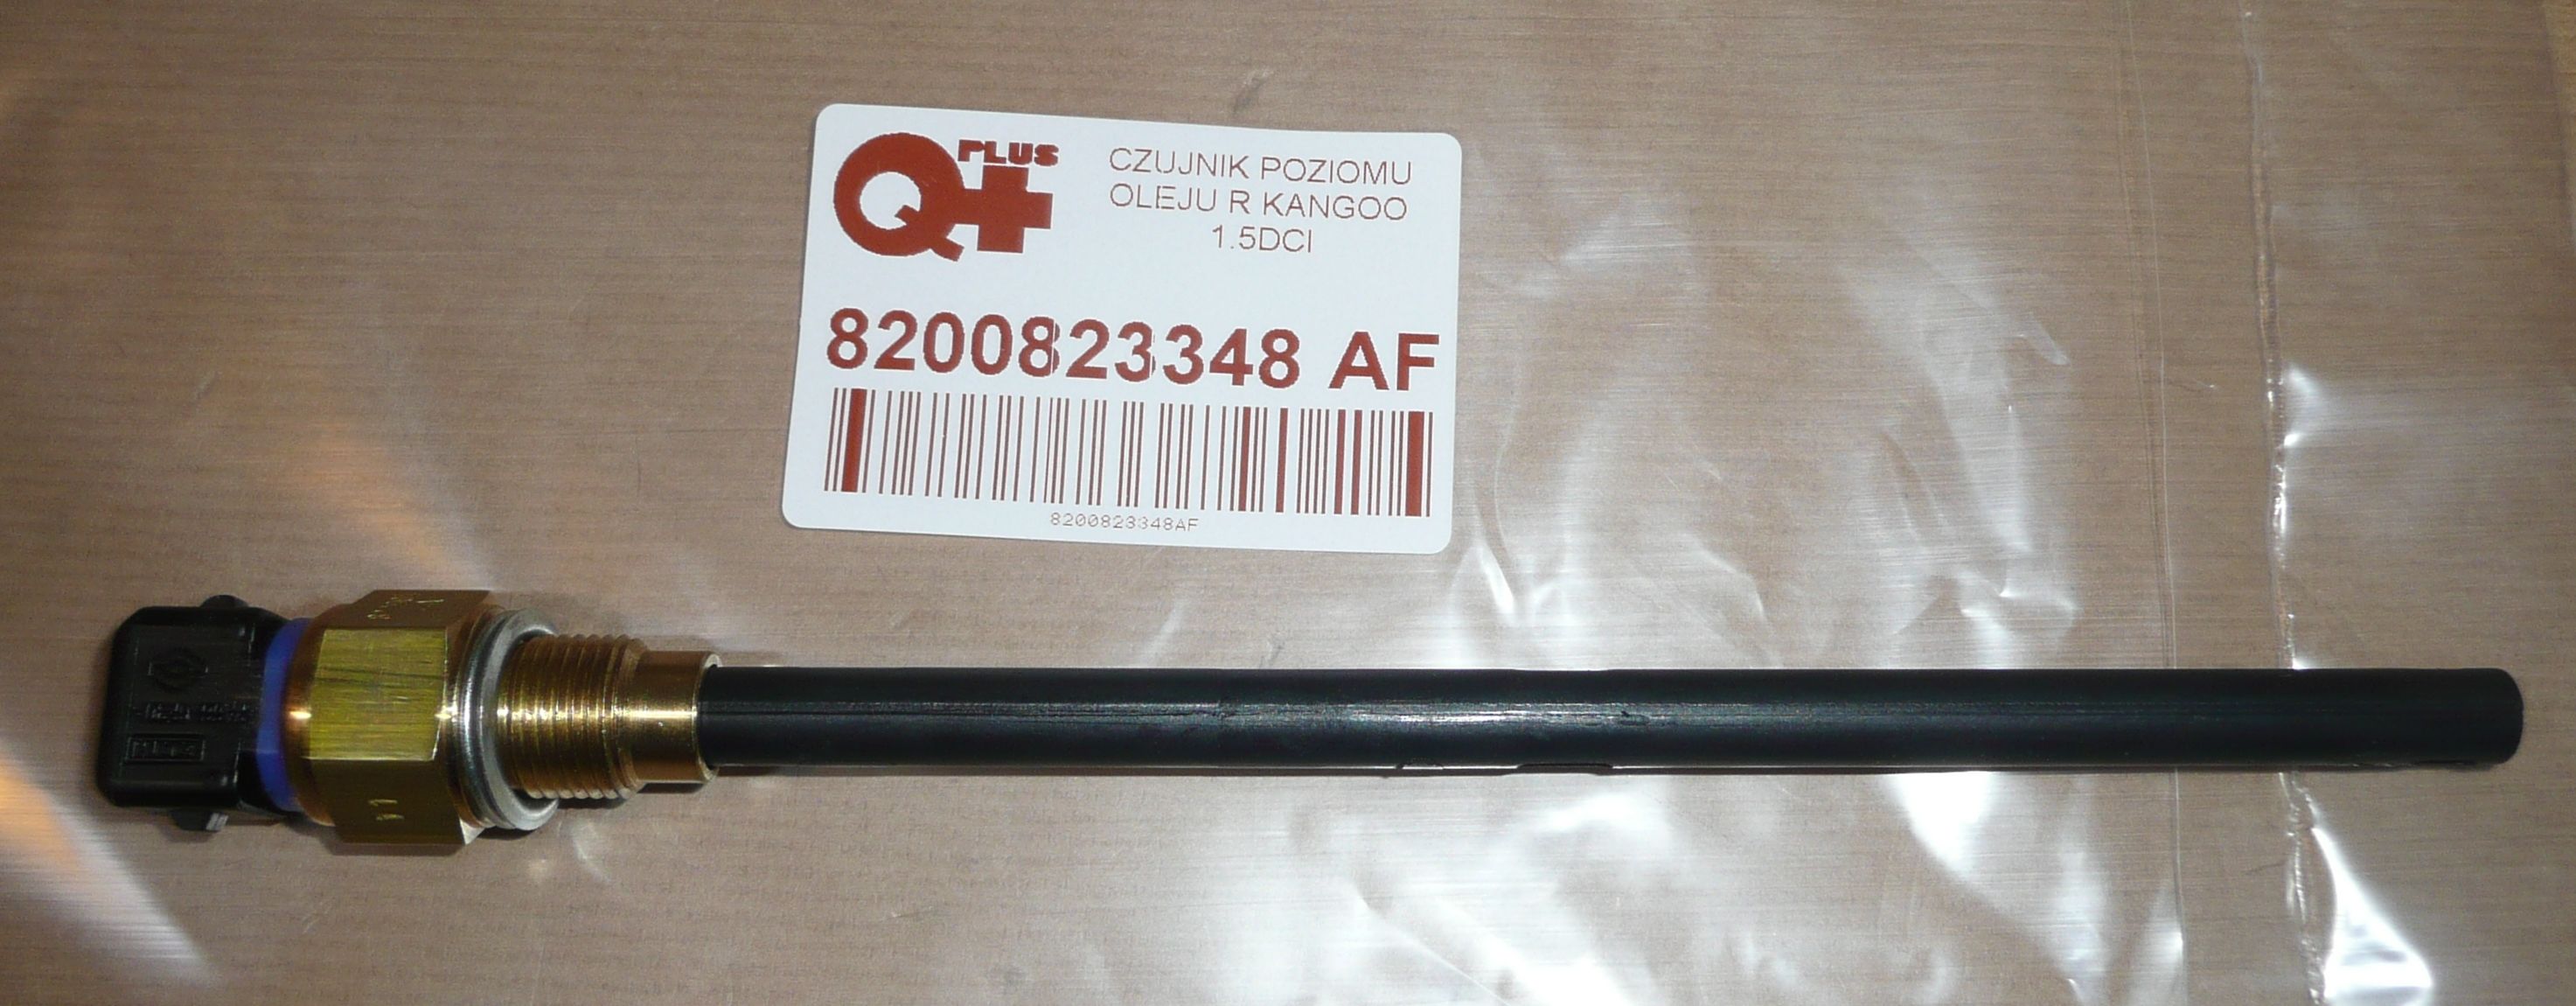 PLUS
Q+
CZUJNIK POZIOMU
OLEJU R KANGOO
1.5DCI
8200823348 AF
8200823348AF